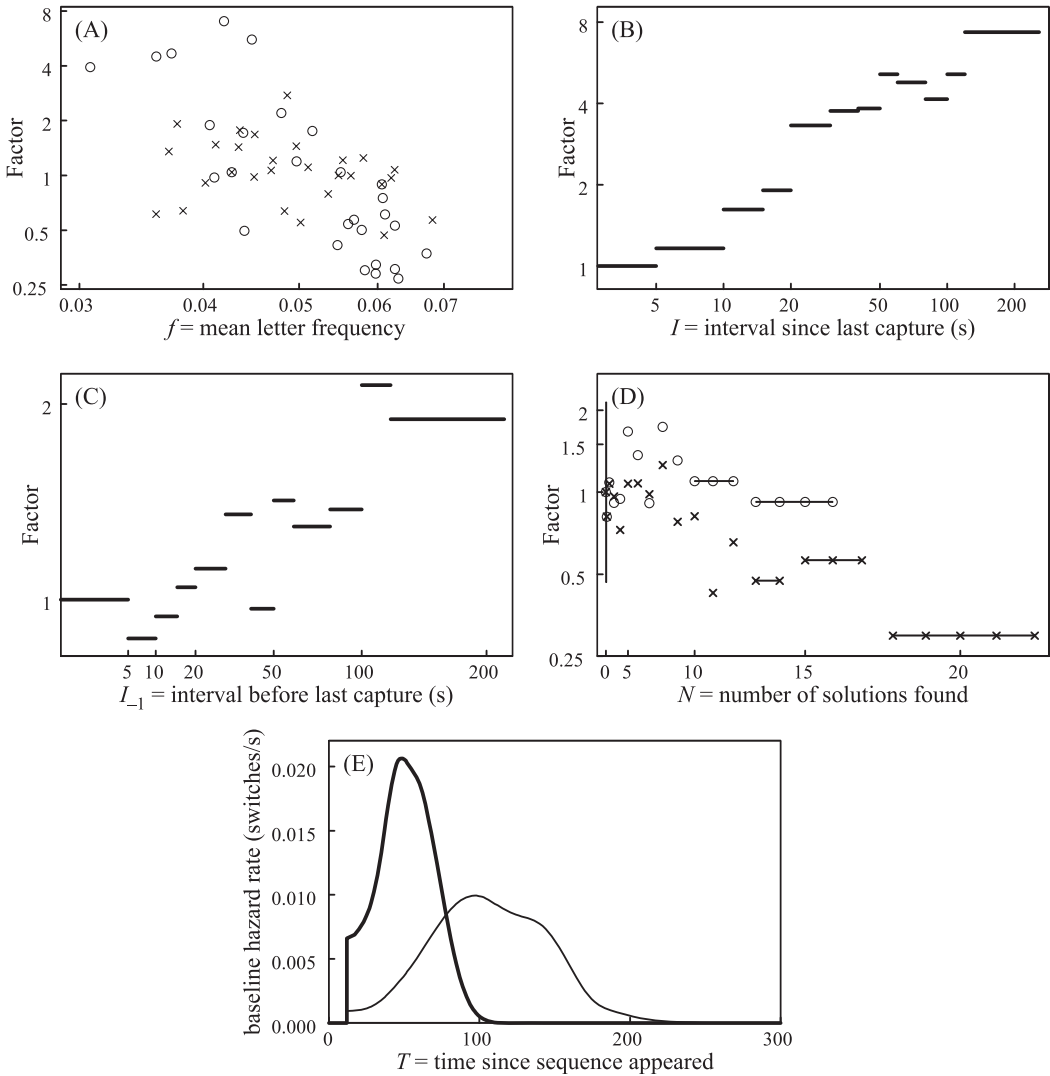 (A)
Factor
8
4
2
1
0.5
0.25
0.03 0.04 0.05 0.06 0.07
f = mean letter frequency
(B)
Factor
8
4
2
1
5 10 20 50 100 200
I = interval since last capture (s)
(C)
Factor
2
1
5 10 20 50 100 200
I–1 = interval before last capture (s)
(D)
Factor
2
1.5
1
0.5
0.25
0 5 10 15 20
N = number of solutions found
(E)
baseline hazard rate (switches/s)
0.020
0.015
0.010
0.005
0.000
0 100 200 300
T = time since sequence appeared